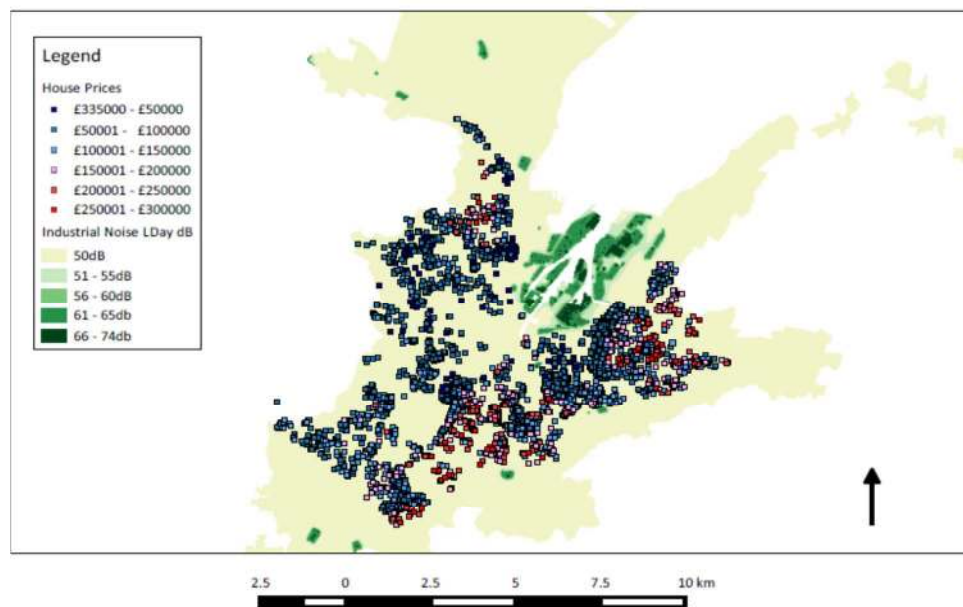 Legend
House Prices
£335000 - £50000
£50001 - £100000
£100001 - £150000
£150001 - £200000
£200001 - £250000
£250001 - £300000
Industrial Noise LDay dB
50dB
51 - 55dB
56 - 60dB
61 - 65db
66 - 74db
2.5 0 2.5 5 7.5 10 km